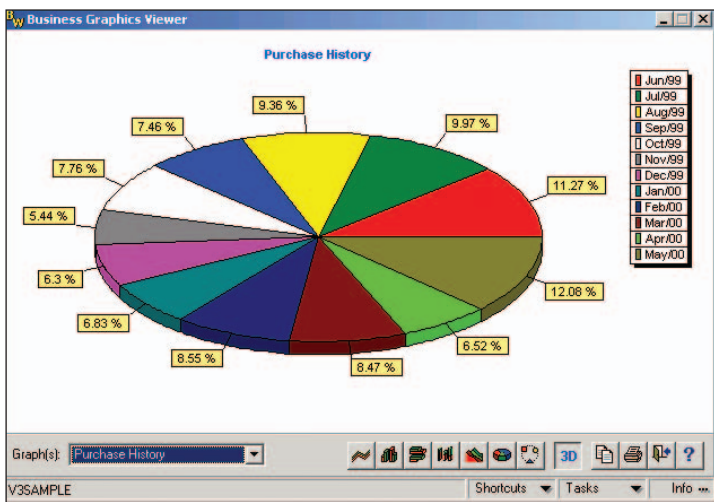 BW Business Graphics Viewer
Purchase History
Jun/99
Jul/99
Aug/99
Sep/99
Oct/99
Nov/99
Dec/99
Jan/00
Feb/00
Mar/00
Apr/00
May/00
9.36 %
9.97 %
7.46 %
7.76 %
11.27 %
5.44 %
6.3 %
12.08 %
6.83 %
6.52 %
8.55 %
8.47 %
Graph(s): Purchase History 3D ?
V3SAMPLE Shortcuts Tasks Info ...